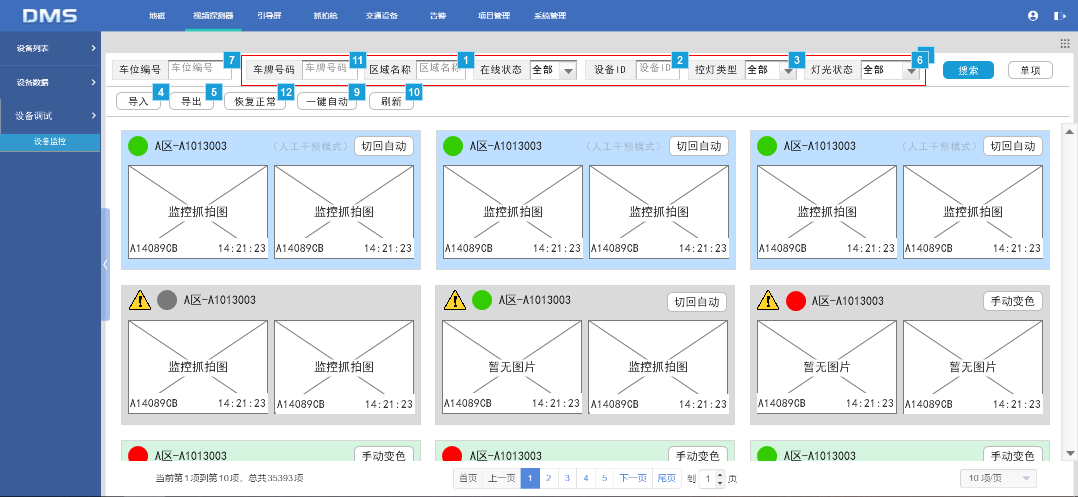 DMS 地磁 视频探测器 引导屏 抓拍枪 交通设备 告警 项目管理 系统管理
设备列表
设备数据
设备调试
设备监控
7 11 1 2 3 6
车位编号 车位编号 车牌号码 车牌号码 区域名称 区域名称 在线状态 全部 设备ID 设备ID 控灯类型 全部 灯光状态 全部 搜索 单项
4 5 12 9 10
导入 导出 恢复正常 一键自动 刷新
A区-A1013003 (人工干预模式) 切回自动 A区-A1013003 (人工干预模式) 切回自动 A区-A1013003 (人工干预模式) 切回自动
监控抓拍图 监控抓拍图 监控抓拍图 监控抓拍图 监控抓拍图 监控抓拍图
A14089CB 14:21:23 A14089CB 14:21:23 A14089CB 14:21:23 A14089CB 14:21:23 A14089CB 14:21:23 A14089CB 14:21:23
A区-A1013003 A区-A1013003 切回自动 A区-A1013003 手动变色
监控抓拍图 监控抓拍图 暂无图片 监控抓拍图 暂无图片 暂无图片
A14089CB 14:21:23 A14089CB 14:21:23 A14089CB 14:21:23 A14089CB 14:21:23 A14089CB 14:21:23 A14089CB 14:21:23
A区-A1013003 手动变色 A区-A1013003 手动变色 A区-A1013003 手动变色
当前第1项到第10项，总共35393项 首页 上一页 1 2 3 4 5 下一页 尾页 到 1 页 10 项/页